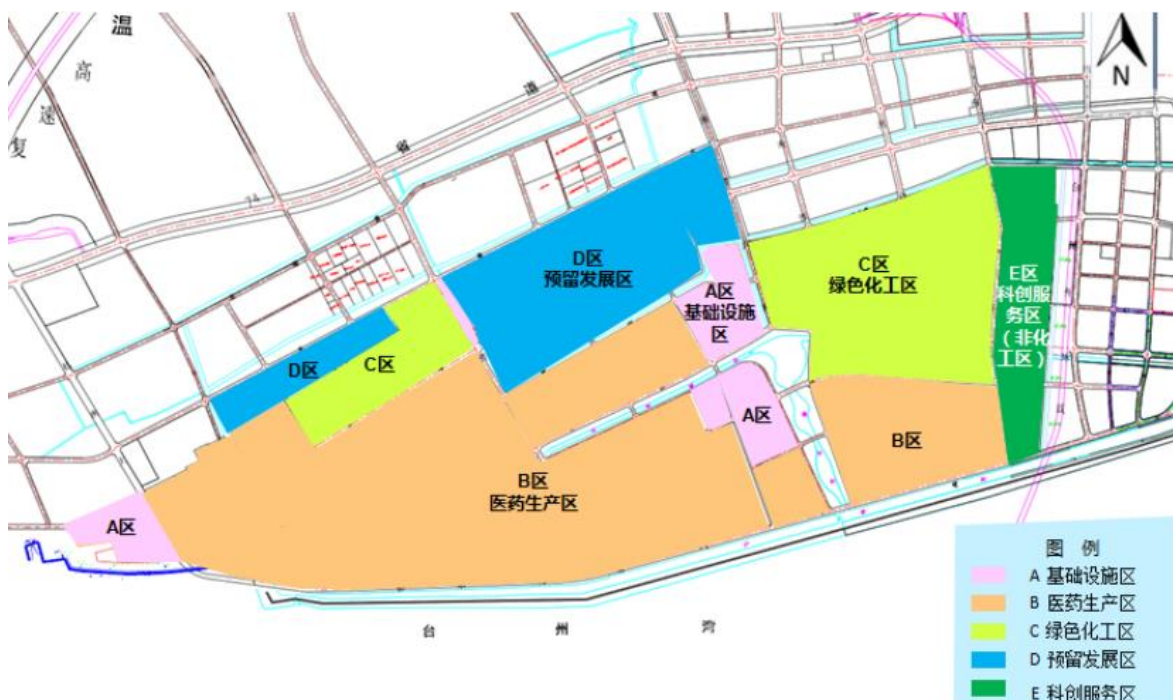 温
高
速
复
N
D区
预留发展区
C区
绿色化工区
E区
科创服
务区
（非化
工区）
A区
基础设施
区
D区
C区
A区
B区
B区
医药生产区
A区
台 州 湾
图 例
A 基础设施区
B 医药生产区
C 绿色化工区
D 预留发展区
E 科创服务区